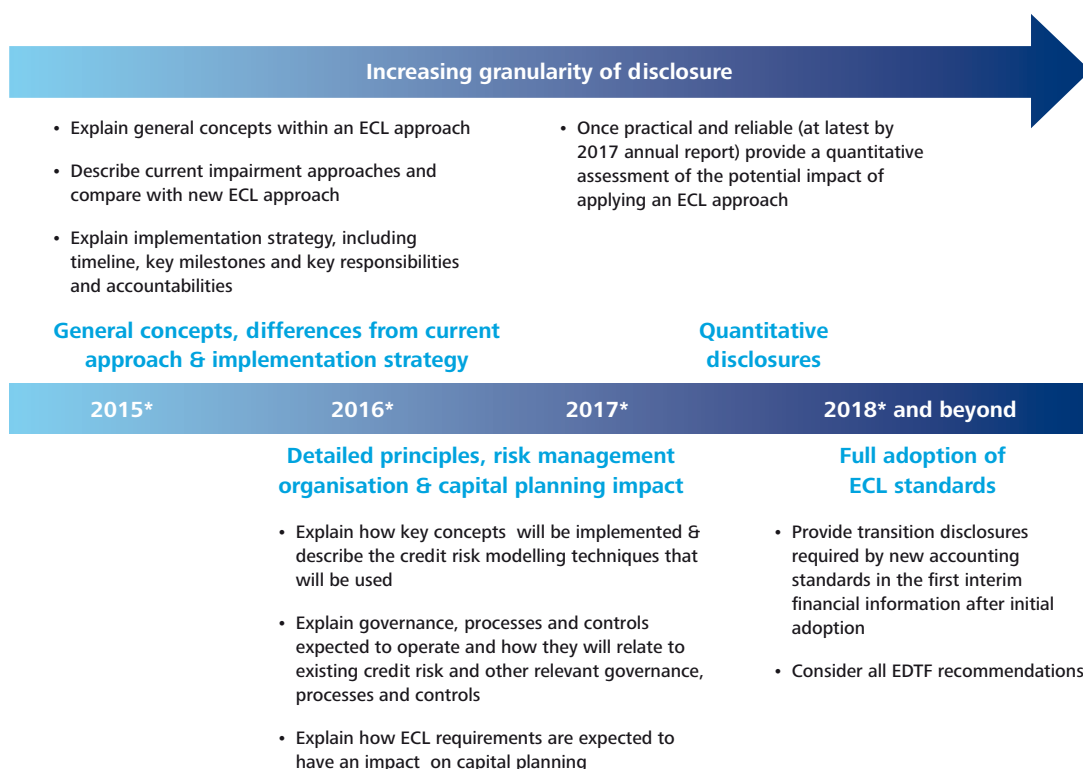 Increasing granularity of disclosure
• Explain general concepts within an ECL approach
• Describe current impairment approaches and
compare with new ECL approach
• Explain implementation strategy, including
timeline, key milestones and key responsibilities
and accountabilities
• Once practical and reliable (at latest by
2017 annual report) provide a quantitative
assessment of the potential impact of
applying an ECL approach
General concepts, differences from current
approach & implementation strategy
Quantitative
disclosures
2015*
2016*
2017*
2018* and beyond
Detailed principles, risk management
organisation & capital planning impact
• Explain how key concepts  will be implemented &
describe the credit risk modelling techniques that
will be used
• Explain governance, processes and controls
expected to operate and how they will relate to
existing credit risk and other relevant governance,
processes and controls
• Explain how ECL requirements are expected to
have an impact  on capital planning
Full adoption of
ECL standards
• Provide transition disclosures
required by new accounting
standards in the first interim
financial information after initial
adoption
• Consider all EDTF recommendations